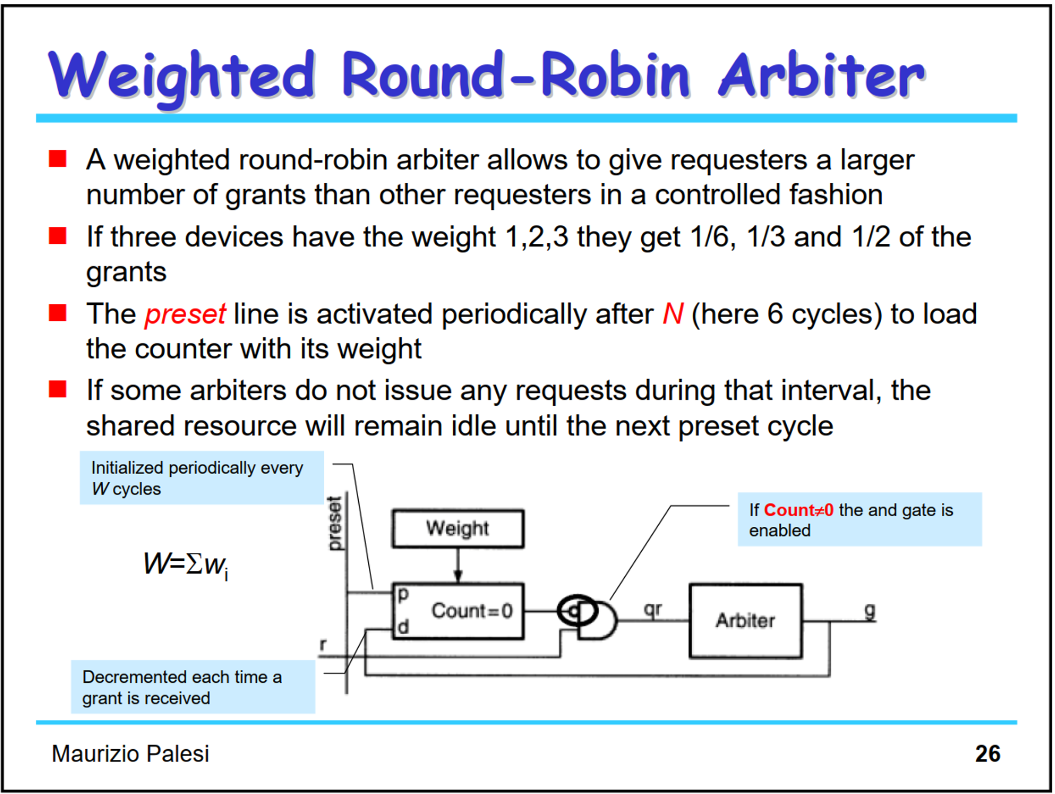 Weighted Round-Robin Arbiter
A weighted round-robin arbiter allows to give requesters a larger
number of grants than other requesters in a controlled fashion
If three devices have the weight 1,2,3 they get 1/6, 1/3 and 1/2 of the
grants
The preset line is activated periodically after N (here 6 cycles) to load
the counter with its weight
If some arbiters do not issue any requests during that interval, the
shared resource will remain idle until the next preset cycle
Initialized periodically every
W cycles
preset
Weight
If Count≠0 the and gate is
enabled
W=Σwi
p
Count=0
d
qr
Arbiter
g
r
Decremented each time a
grant is received
Maurizio Palesi
26